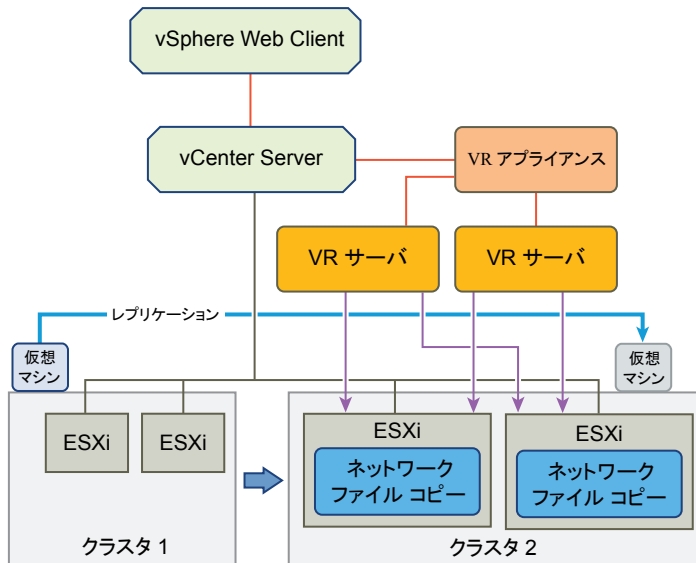 vSphere Web Client
vCenter Server
VR アプライアンス
VR サーバ
VR サーバ
レプリケーション
仮想
マシン
仮想
マシン
ESXi
ESXi
ESXi
ネットワーク
ファイル コピー
ESXi
ネットワーク
ファイル コピー
クラスタ 1
クラスタ 2